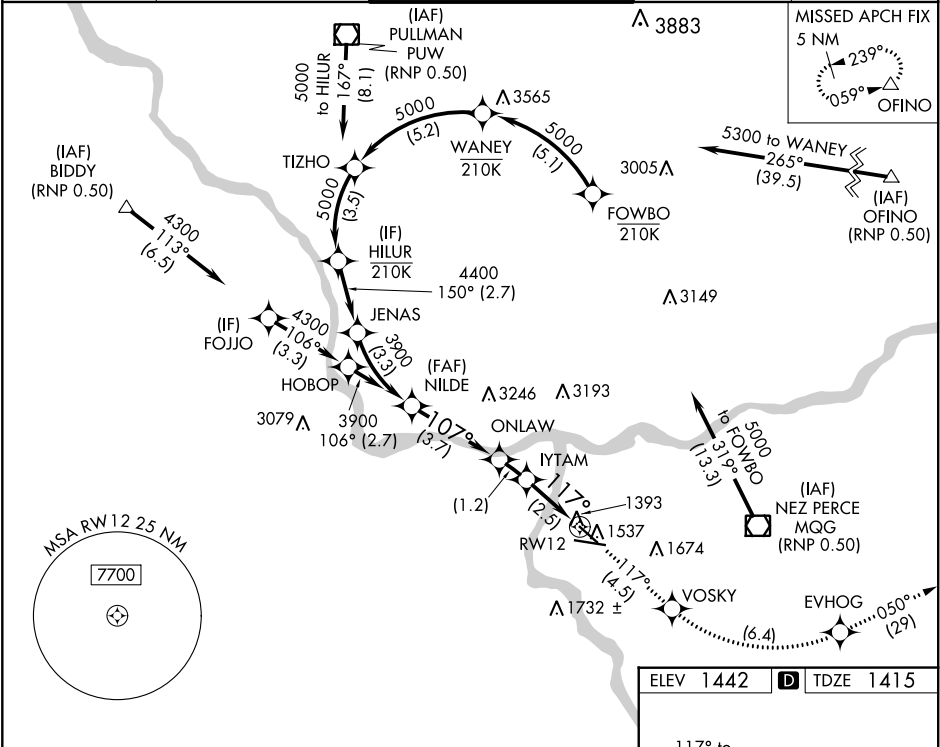 (IAF)
PULLMAN
PUW
(RNP 0.50)
5000
to HILUR
167°
(8.1)
3883
MISSED APCH FIX
5 NM
239°
059°
OFINO
3565
5000
(5.2)
WANEY
210K
5000
(5.1)
TIZHO
5300 to WANEY
265°
(39.5)
3005
(IAF)
OFINO
(RNP 0.50)
(IAF)
BIDDY
(RNP 0.50)
4300
113°
(6.5)
5000
(3.5)
FOWBO
210K
(IF)
HILUR
210K
4400
150° (2.7)
3149
JENAS
(IF)
FOJJO
4300
106°
(3.3)
3900
(3.3)
HOBOP
(FAF)
NILDE
3246
3193
3079
3900
106° (2.7)
107°
(3.7)
ONLAW
IYTAM
5000
to FOWBO
319°
(13.3)
(1.2)
117°
(2.5)
1393
1537
RW12
(IAF)
NEZ PERCE
MQG
(RNP 0.50)
1674
MSA RW12 25 NM
7700
117°
(4.5)
1732 ±
VOSKY
EVHOG
050°
(29)
(6.4)
ELEV 1442 D TDZE 1415
117° to